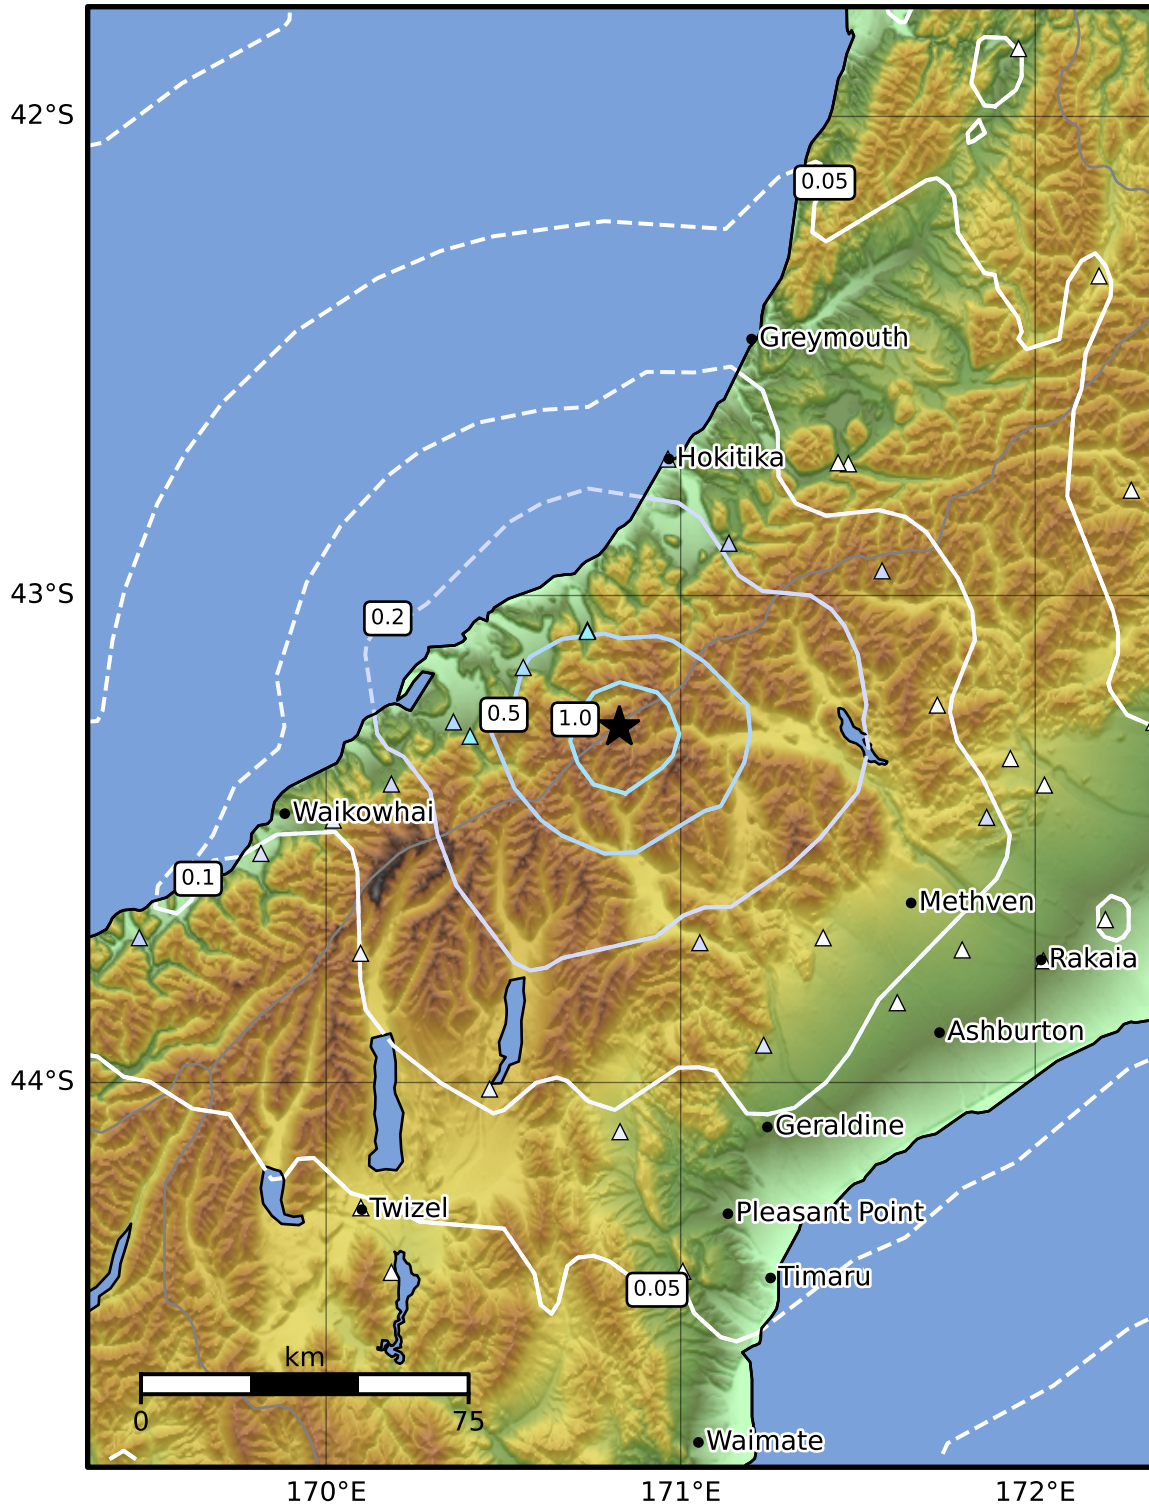 42°S
0.05
Greymouth
Hokitika
43°S
0.2
0.5
1.0
Waikowhai
0.1
Methven
Rakaia
Ashburton
44°S
Geraldine
Twizel
Pleasant Point
Timaru
0.05
km
0
75
Waimate
170°E
171°E
172°E